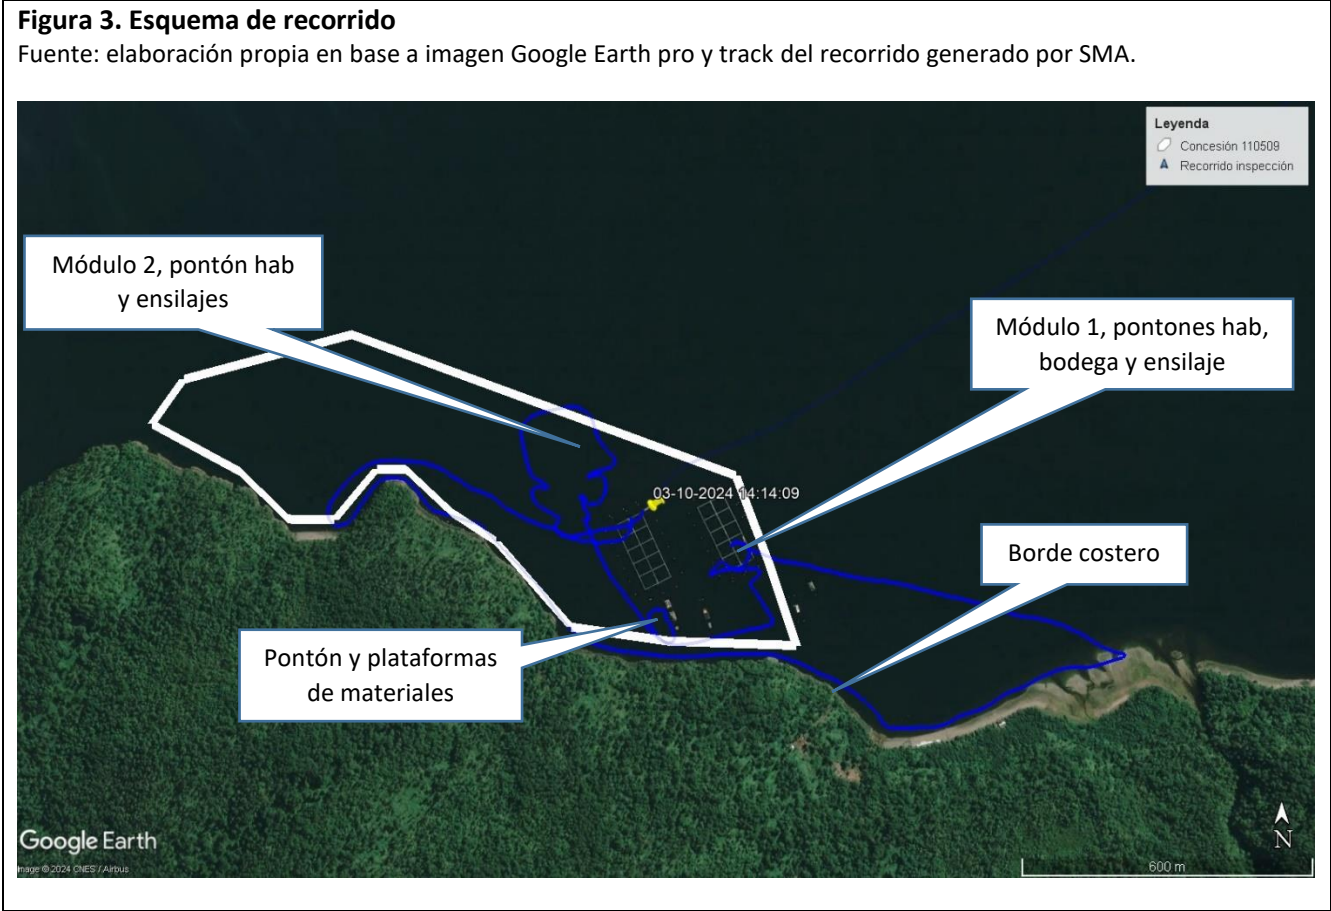 Figura 3. Esquema de recorrido
Fuente: elaboración propia en base a imagen Google Earth pro y track del recorrido generado por SMA.
Leyenda
Concesión 110509
Recorrido inspección
Módulo 2, pontón hab
y ensilajes
Módulo 1, pontones hab,
bodega y ensilaje
03-10-2024 14:14:09
Borde costero
Pontón y plataformas
de materiales
Google Earth
Image © 2024 CNES / Airbus
N
600 m